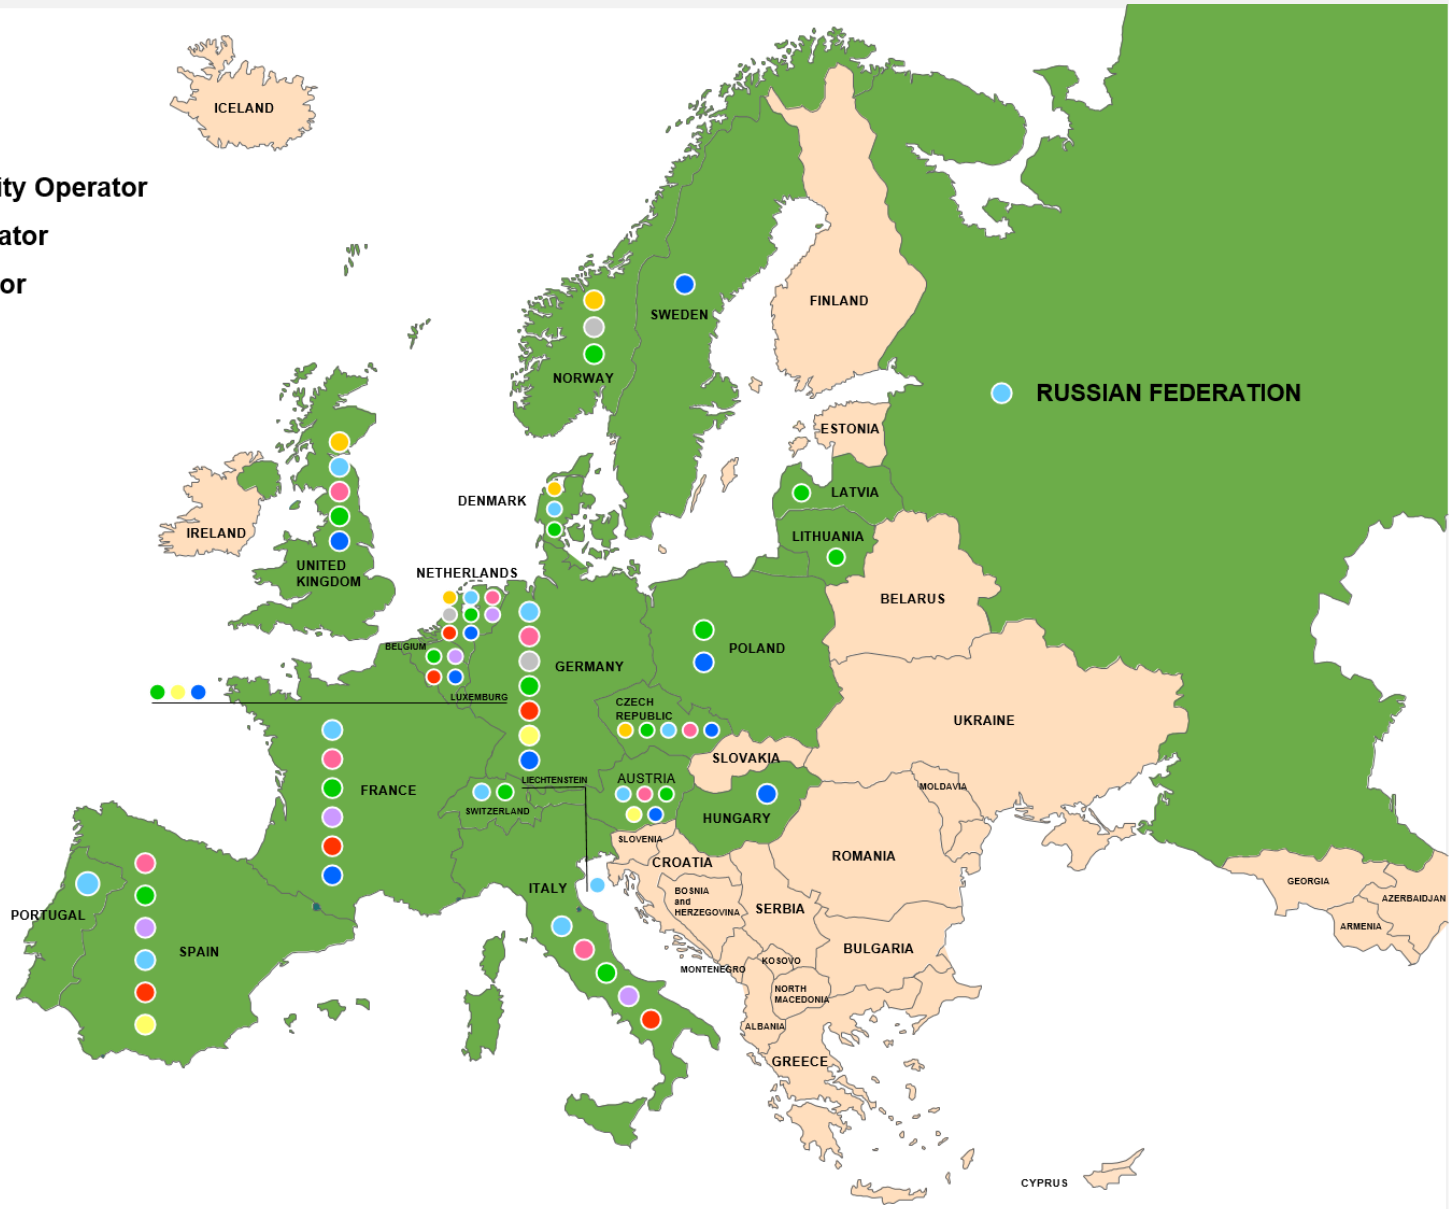 ICELAND
ity Operator
ator
or
FINLAND
SWEDEN
NORWAY
RUSSIAN FEDERATION
ESTONIA
LATVIA
DENMARK
IRELAND
LITHUANIA
UNITED
KINGDOM
NETHERLANDS
BELARUS
BELGIUM
POLAND
GERMANY
LUXEMBURG
CZECH
REPUBLIC
UKRAINE
SLOVAKIA
LIECHTENSTEIN
AUSTRIA
MOLDAVIA
FRANCE
SWITZERLAND
HUNGARY
SLOVENIA
CROATIA
ROMANIA
ITALY
BOSNIA
and
HERZEGOVINA
SERBIA
GEORGIA
AZERBAIJAN
PORTUGAL
ARMENIA
SPAIN
BULGARIA
KOSOVO
MONTENEGRO
NORTH
MACEDONIA
ALBANIA
GREECE
CYPRUS